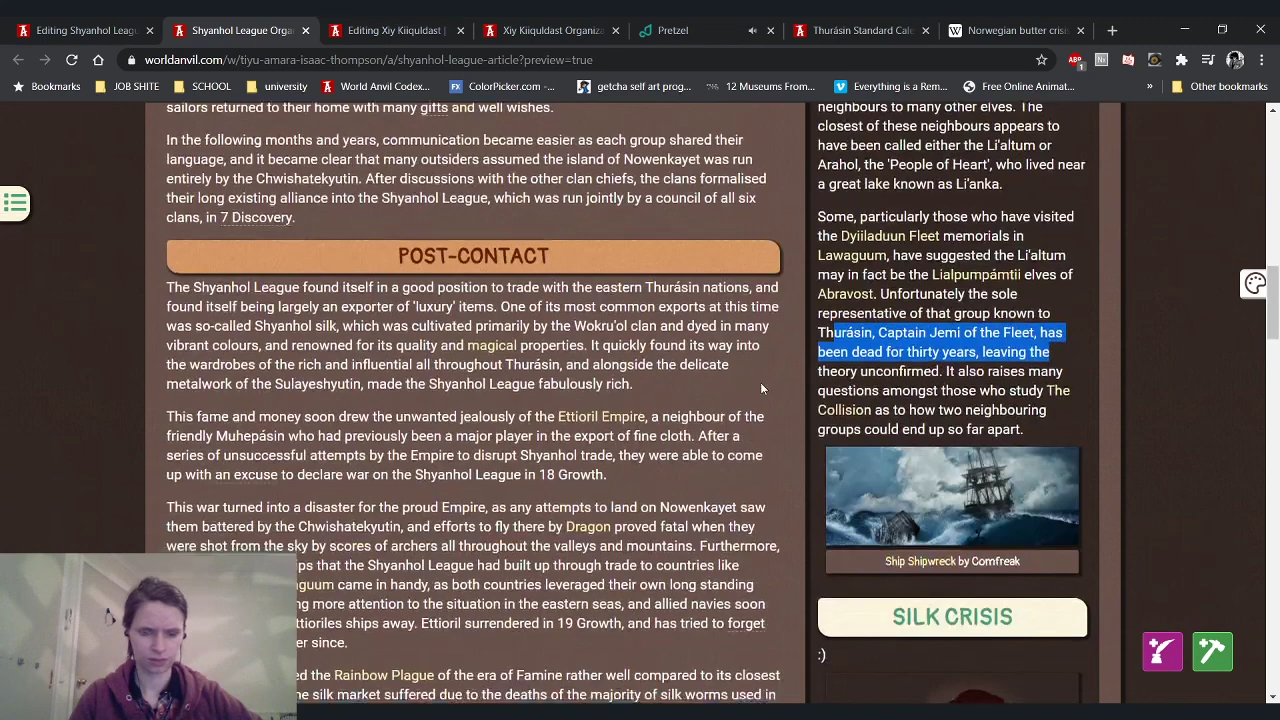 Editing Shyanhol League
Shyanhol League Orga
Editing Xiy Kiiquldast |
Xiy Kiiquldast Organiza
Pretzel
Thurásin Standard Cale
Norwegian butter crisi
worldanvil.com/w/tiyu-amara-isaac-thompson/a/shyanhol-league-article?preview=true
1
Bookmarks
JOB SHITE
SCHOOL
university
World Anvil Codex...
FX
ColorPicker.com -...
getcha self art prog...
12 Museums From...
Everything is a Rem...
Free Online Animat...
»
Other bookmarks
sailors returned to their home with many gifts and well wishes.
In the following months and years, communication became easier as each group shared their
language, and it became clear that many outsiders assumed the island of Nowenkayet was run
entirely by the Chwishatekyutin. After discussions with the other clan chiefs, the clans formalised
their long existing alliance into the Shyanhol League, which was run jointly by a council of all six
clans, in 7 Discovery.
POST-CONTACT
The Shyanhol League found itself in a good position to trade with the eastern Thurásin nations, and
found itself being largely an exporter of 'luxury' items. One of its most common exports at this time
was so-called Shyanhol silk, which was cultivated primarily by the Wokru'ol clan and dyed in many
vibrant colours, and renowned for its quality and magical properties. It quickly found its way into
the wardrobes of the rich and influential all throughout Thurásin, and alongside the delicate
metalwork of the Sulayeshyutin, made the Shyanhol League fabulously rich.
This fame and money soon drew the unwanted jealously of the Ettioril Empire, a neighbour of the
friendly Muhepásin who had previously been a major player in the export of fine cloth. After a
series of unsuccessful attempts by the Empire to disrupt Shyanhol trade, they were able to come
up with an excuse to declare war on the Shyanhol League in 18 Growth.
This war turned into a disaster for the proud Empire, as any attempts to land on Nowenkayet saw
them battered by the Chwishatekyutin, and efforts to fly there by Dragon proved fatal when they
were shot from the sky by scores of archers all throughout the valleys and mountains. Furthermore,
ps that the Shyanhol League had built up through trade to countries like
guum came in handy, as both countries leveraged their own long standing
ng more attention to the situation in the eastern seas, and allied navies soon
ttioriles ships away. Ettioril surrendered in 19 Growth, and has tried to forget
er since.
ed the Rainbow Plague of the era of Famine rather well compared to its closest
ne silk market suffered due to the deaths of the majority of silk worms used in
neighbours to many other elves. The
closest of these neighbours appears to
have been called either the Li'altum or
Arahol, the 'People of Heart', who lived near
a great lake known as Li'anka.
Some, particularly those who have visited
the Dyiiladuun Fleet memorials in
Lawaguum, have suggested the Li'altum
may in fact be the Lialpumpámtii elves of
Abravost. Unfortunately the sole
representative of that group known to
Thurásin, Captain Jemi of the Fleet, has
been dead for thirty years, leaving the
theory unconfirmed. It also raises many
questions amongst those who study The
Collision as to how two neighbouring
groups could end up so far apart.
Ship Shipwreck by Comfreak
SILK CRISIS
:)